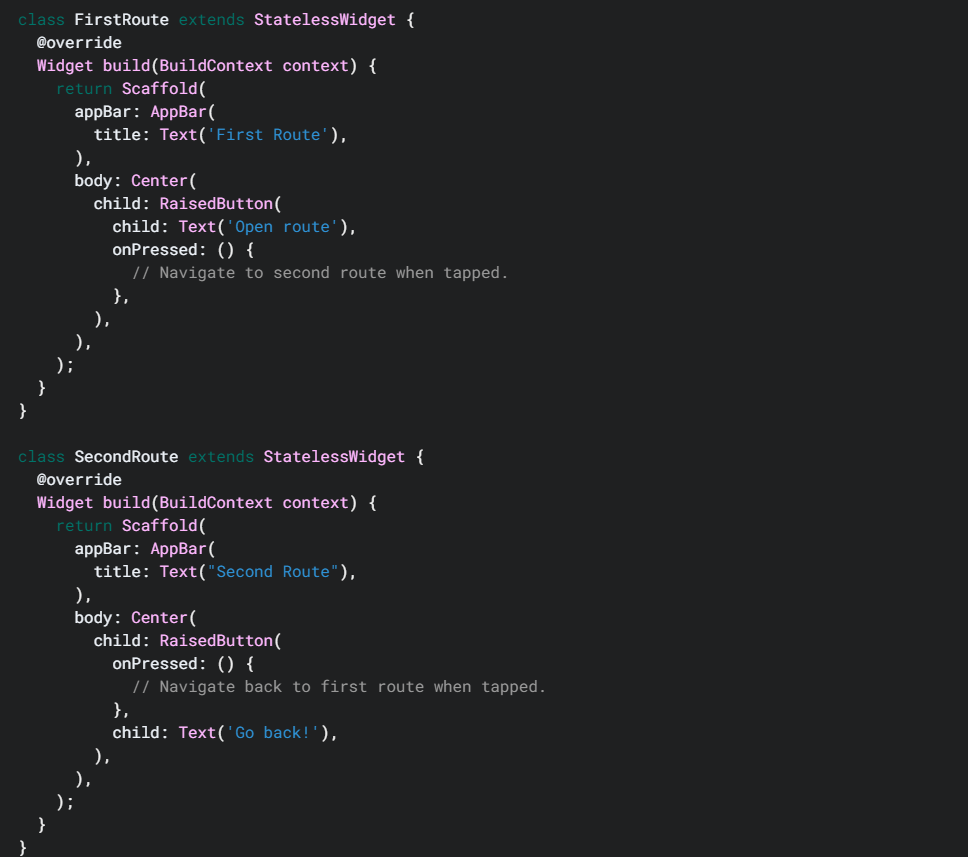 class FirstRoute extends StatelessWidget {
  @override
  Widget build(BuildContext context) {
    return Scaffold(
      appBar: AppBar(
        title: Text('First Route'),
      ),
      body: Center(
        child: RaisedButton(
          child: Text('Open route'),
          onPressed: () {
            // Navigate to second route when tapped.
          },
        ),
      ),
    );
  }
}

class SecondRoute extends StatelessWidget {
  @override
  Widget build(BuildContext context) {
    return Scaffold(
      appBar: AppBar(
        title: Text("Second Route"),
      ),
      body: Center(
        child: RaisedButton(
          onPressed: () {
            // Navigate back to first route when tapped.
          },
          child: Text('Go back!'),
        ),
      ),
    );
  }
}